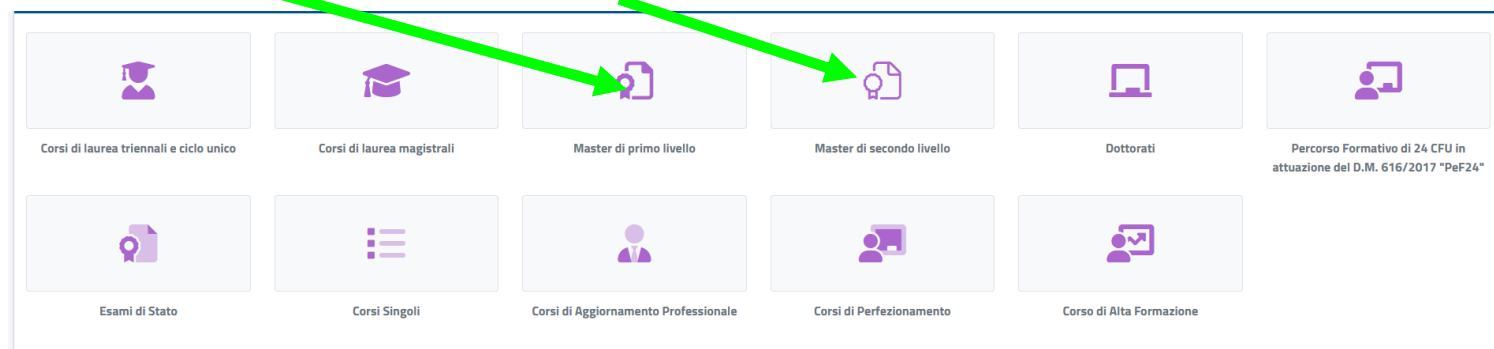 Corsi di laurea triennali e ciclo unico
Corsi di laurea magistrali
Master di primo livello
Master di secondo livello
Dottorati
Percorso Formativo di 24 CFU in
attuazione del D.M. 616/2017 "PeF24"
Esami di Stato
Corsi Singoli
Corsi di Aggiornamento Professionale
Corsi di Perfezionamento
Corso di Alta Formazione